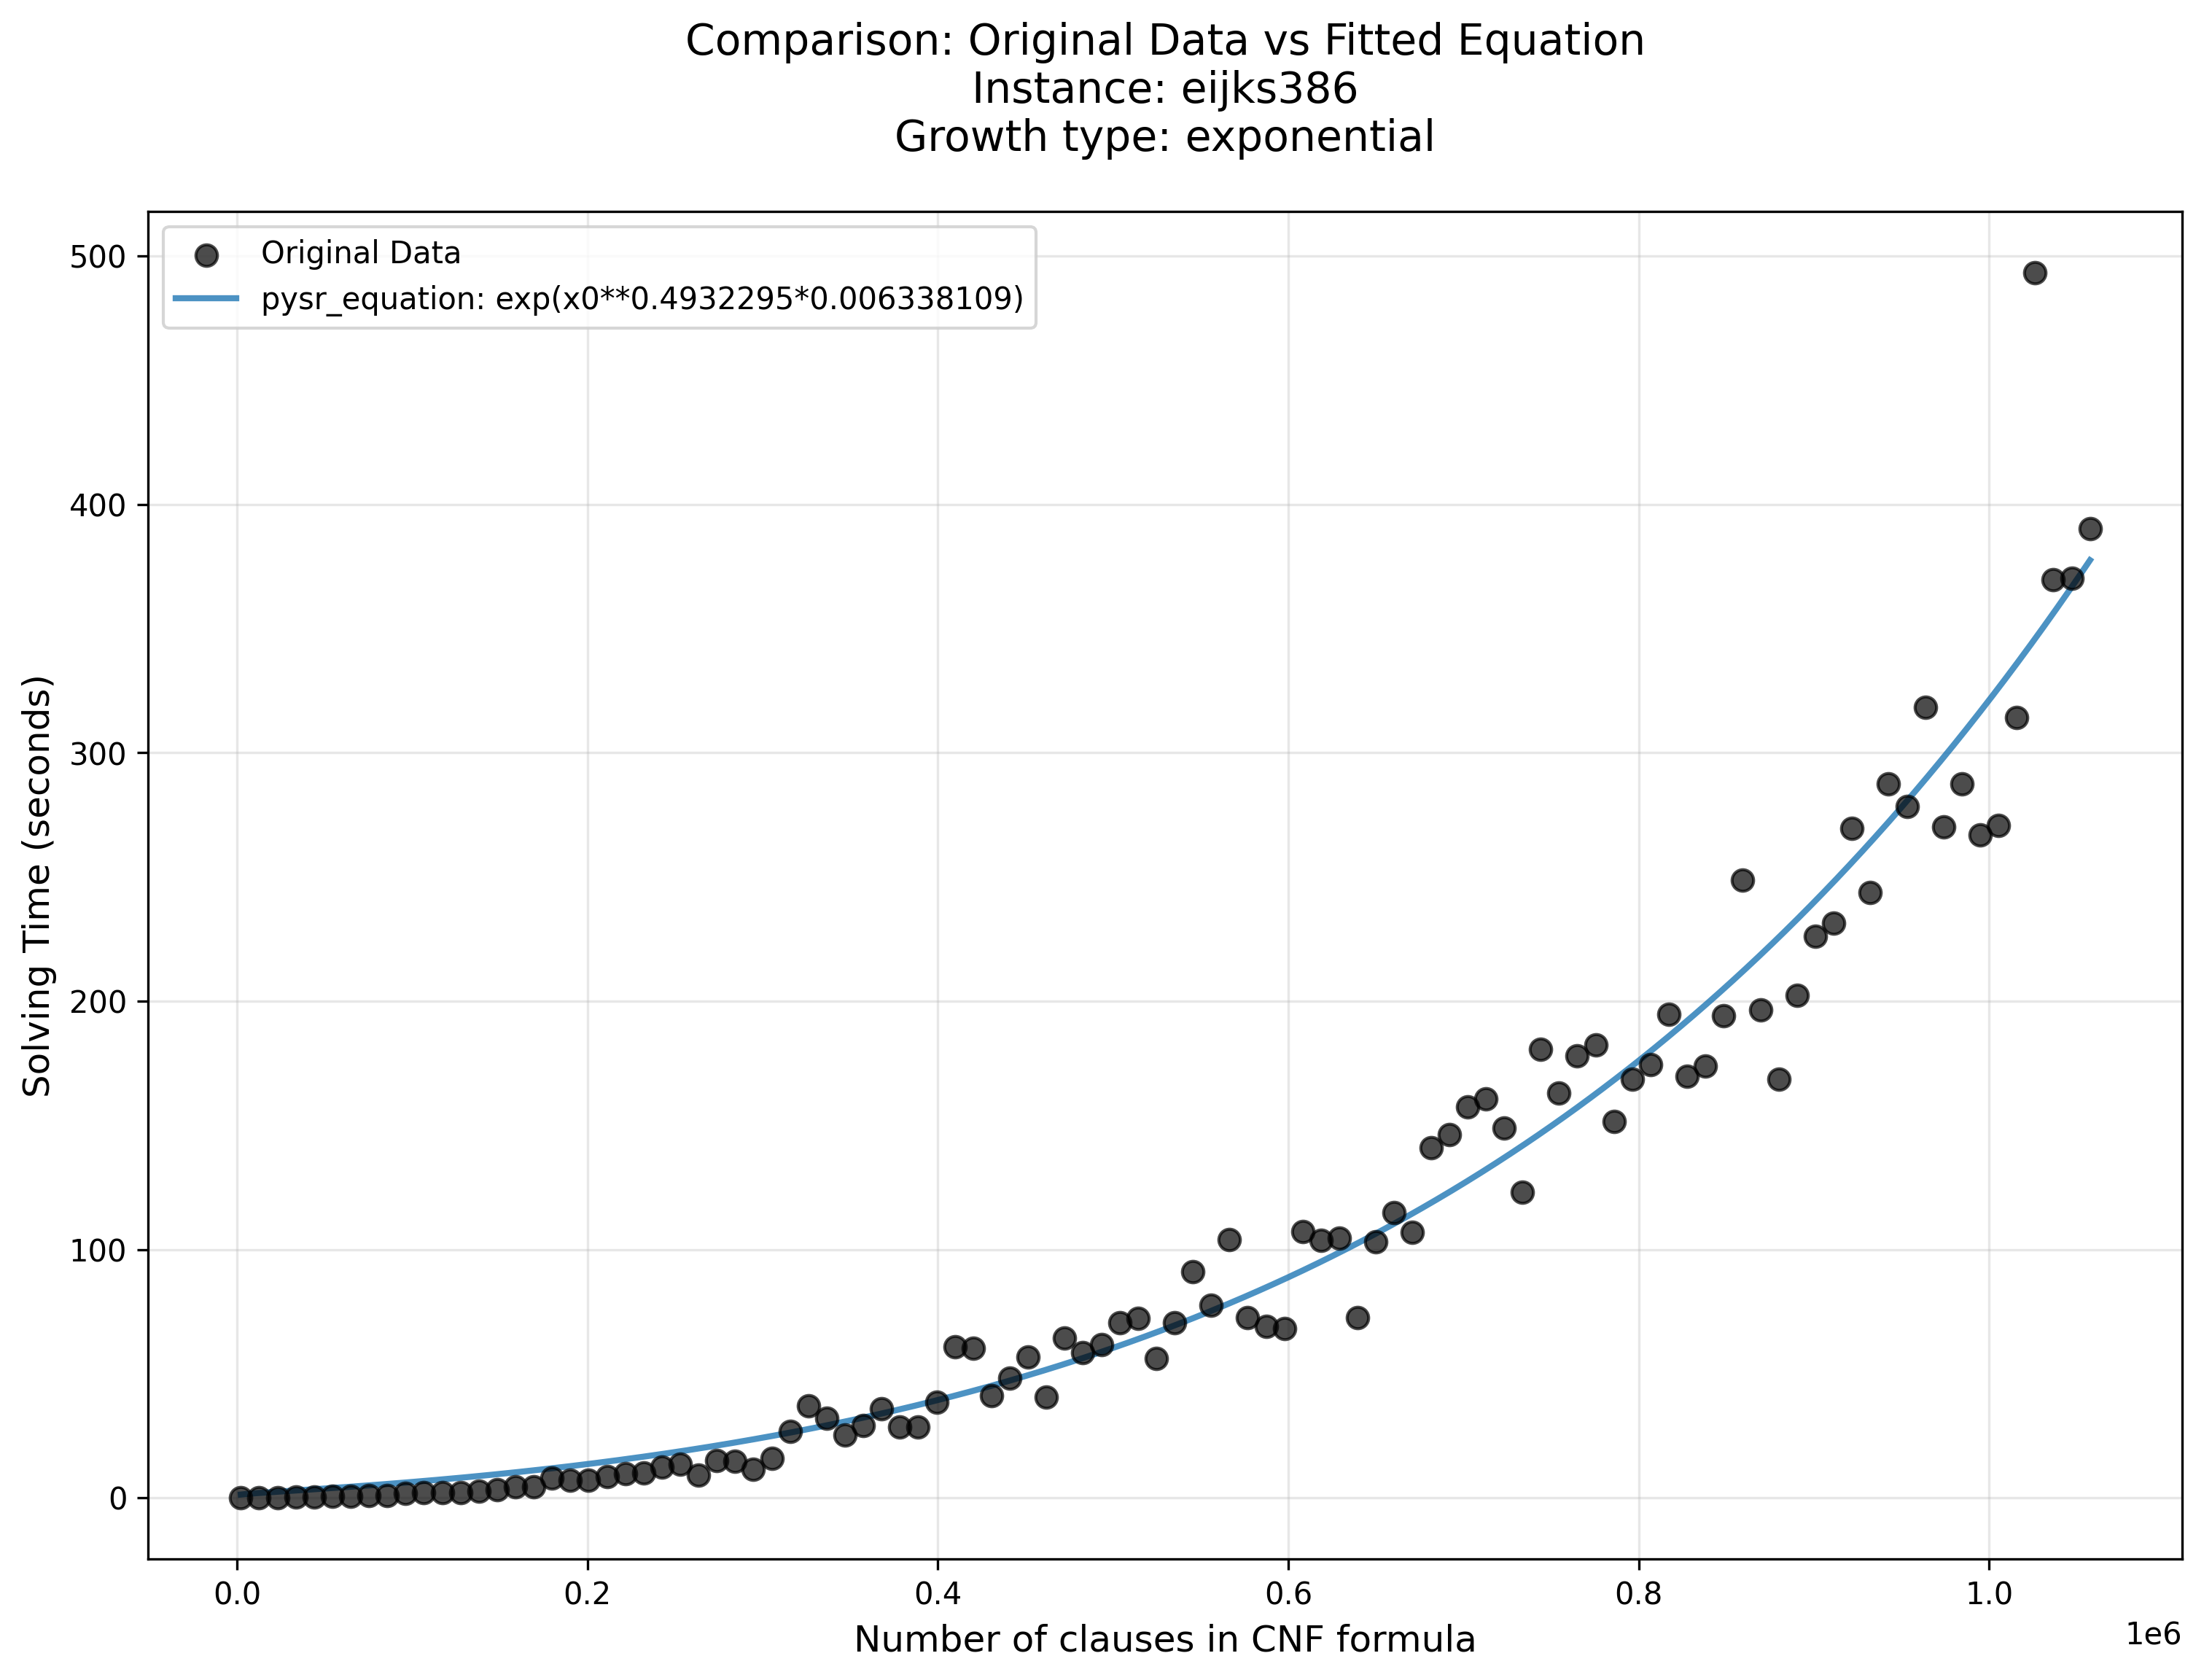 Comparison: Original Data vs Fitted Equation
Instance: eijks386
Growth type: exponential
Original Data
pysr_equation: exp(x0**0.4932295*0.006338109)
Solving Time (seconds)
500
400
300
200
100
0
0.0
0.2
0.4
0.6
0.8
1.0
1e6
Number of clauses in CNF formula